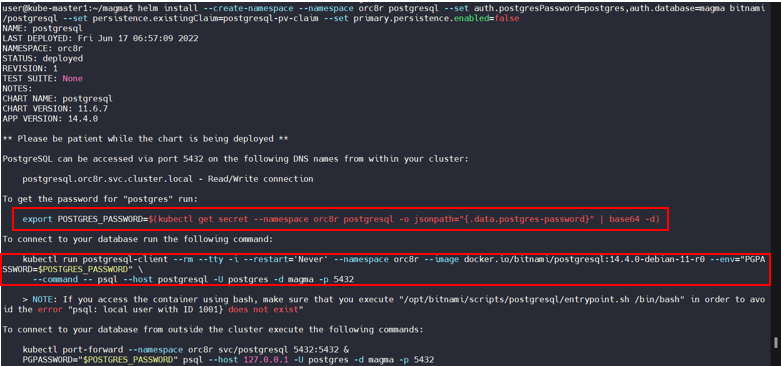 user@kube-master1:~/magma$ helm install --create-namespace --namespace orc8r postgresql --set auth.postgresPassword=postgres,auth.database=magma bitnami
/postgresql --set persistence.existingClaim=postgresql-pv-claim --set primary.persistence.enabled=false
NAME: postgresql
LAST DEPLOYED: Fri Jun 17 06:57:09 2022
NAMESPACE: orc8r
STATUS: deployed
REVISION: 1
TEST SUITE: None
NOTES:
CHART NAME: postgresql
CHART VERSION: 11.6.7
APP VERSION: 14.4.0
** Please be patient while the chart is being deployed **
PostgreSQL can be accessed via port 5432 on the following DNS names from within your cluster:
postgresql.orc8r.svc.cluster.local - Read/Write connection
To get the password for "postgres" run:
export POSTGRES_PASSWORD=$(kubectl get secret --namespace orc8r postgresql -o jsonpath="{.data.postgres-password}" | base64 -d)
To connect to your database run the following command:
kubectl run postgresql-client --rm --tty -i --restart='Never' --namespace orc8r --image docker.io/bitnami/postgresql:14.4.0-debian-11-r0 --env="PGPA
SSWORD=$POSTGRES_PASSWORD" \
--command -- psql --host postgresql -U postgres -d magma -p 5432
> NOTE: If you access the container using bash, make sure that you execute "/opt/bitnami/scripts/postgresql/entrypoint.sh /bin/bash" in order to avo
id the error "psql: local user with ID 1001} does not exist"
To connect to your database from outside the cluster execute the following commands:
kubectl port-forward --namespace orc8r svc/postgresql 5432:5432 &
PGPASSWORD="$POSTGRES_PASSWORD" psql --host 127.0.0.1 -U postgres -d magma -p 5432